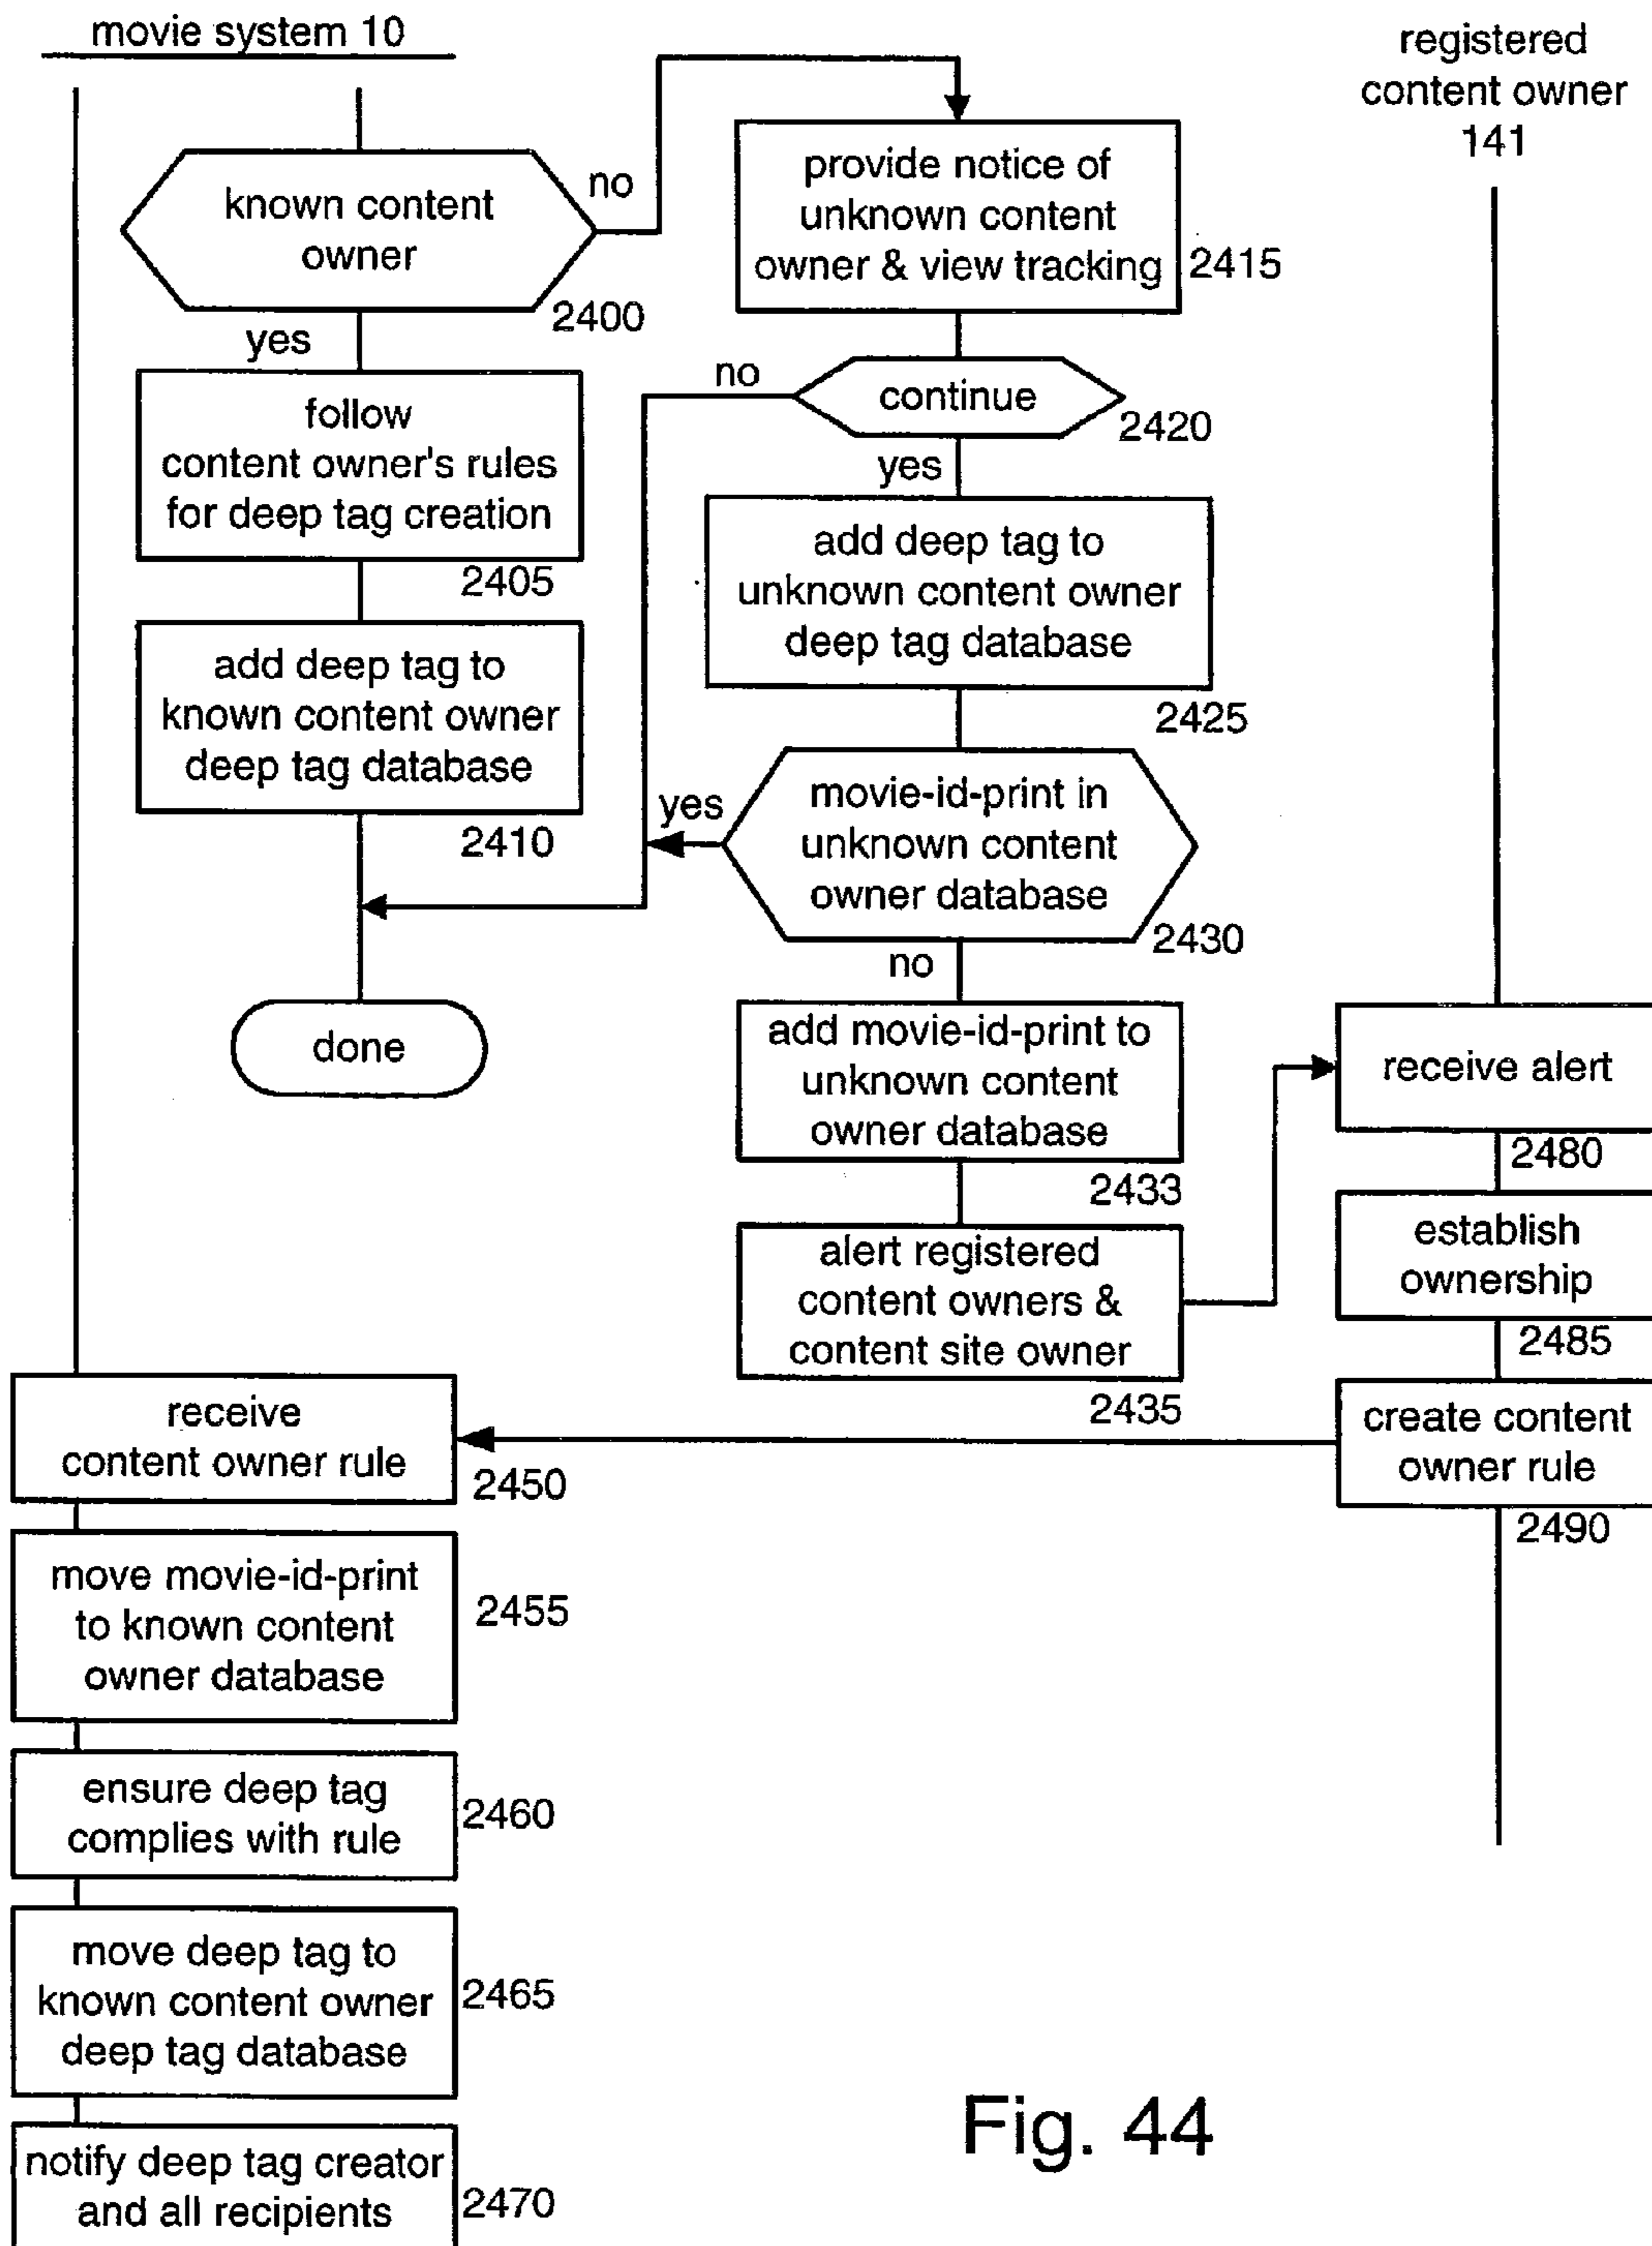 movie system 10
registered
content owner
141
known content
owner
no
2400
yes
follow
content owner's rules
for deep tag creation
2405
add deep tag to
known content owner
deep tag database
2410
done
provide notice of
unknown content
owner & view tracking
2415
continue
no
2420
yes
add deep tag to
unknown content owner
deep tag database
2425
movie-id-print in
unknown content
owner database
yes
2430
no
add movie-id-print to
unknown content
owner database
2433
alert registered
content owners &
content site owner
2435
receive alert
2480
establish
ownership
2485
create content
owner rule
2490
receive
content owner rule
2450
move movie-id-print
to known content
owner database
2455
ensure deep tag
complies with rule
2460
move deep tag to
known content owner
deep tag database
2465
notify deep tag creator
and all recipients
2470
Fig. 44